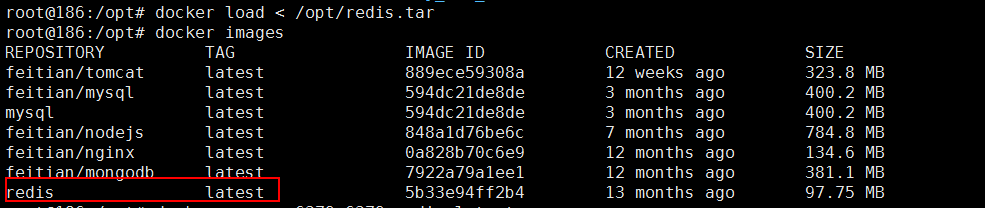 root@186:/opt# docker load < /opt/redis.tar
root@186:/opt# docker images
REPOSITORY TAG IMAGE ID CREATED SIZE
feitian/tomcat latest 889ece59308a 12 weeks ago 323.8 MB
feitian/mysql latest 594dc21de8de 3 months ago 400.2 MB
mysql latest 594dc21de8de 3 months ago 400.2 MB
feitian/nodejs latest 848a1d76be6c 7 months ago 784.8 MB
feitian/nginx latest 0a828b70c6e9 12 months ago 134.6 MB
feitian/mongodb latest 7922a79a1ee1 12 months ago 381.1 MB
redis latest 5b33e94ff2b4 13 months ago 97.75 MB
root@186:/opt#